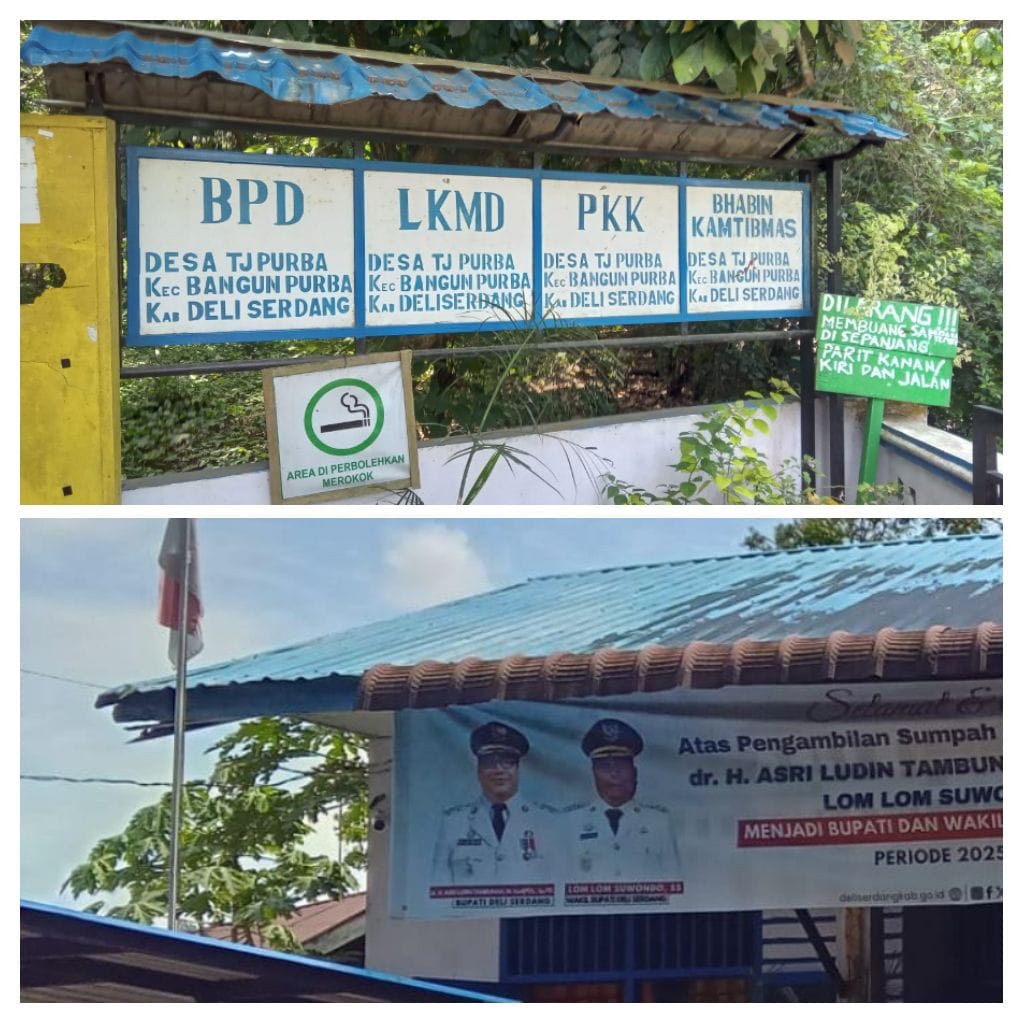 BPD
DESA TJ PURBA
KEC BANGUN PURBA
KAB DELI SERDANG
LKMD
DESA TJ PURBA
KEC BANGUN PURBA
KAB DELISERDANG
PKK
DESA TJ PURBA
KEC BANGUN PURBA
KAB DELI SERDANG
BHABIN
KAMTIBMAS
DESA TJ PURBA
KEC BANGUN PURBA
KAB DELI SERDANG
AREA DI PERBOLEHKAN
MEROKOK
DILARANG !!!
MEMBUANG
DI SEPANJANG
PARIT KANAN/
KIRI DAN JALAN
Selamat &
Atas Pengambilan Sumpah
dr. H. ASRI LUDIN TAMBUN
LOM LOM SUWO
MENJADI BUPATI DAN WAKIL
PERIODE 2025
BUPATI DELI SERDANG
LOM LOM SUWONDO, SS
WAKIL BUPATI DELI SERDANG
deliserdangkab.go.id